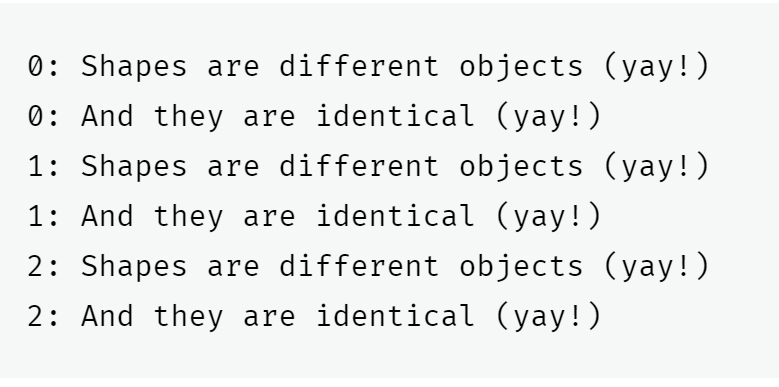 0: Shapes are different objects (yay!)
0: And they are identical (yay!)
1: Shapes are different objects (yay!)
1: And they are identical (yay!)
2: Shapes are different objects (yay!)
2: And they are identical (yay!)